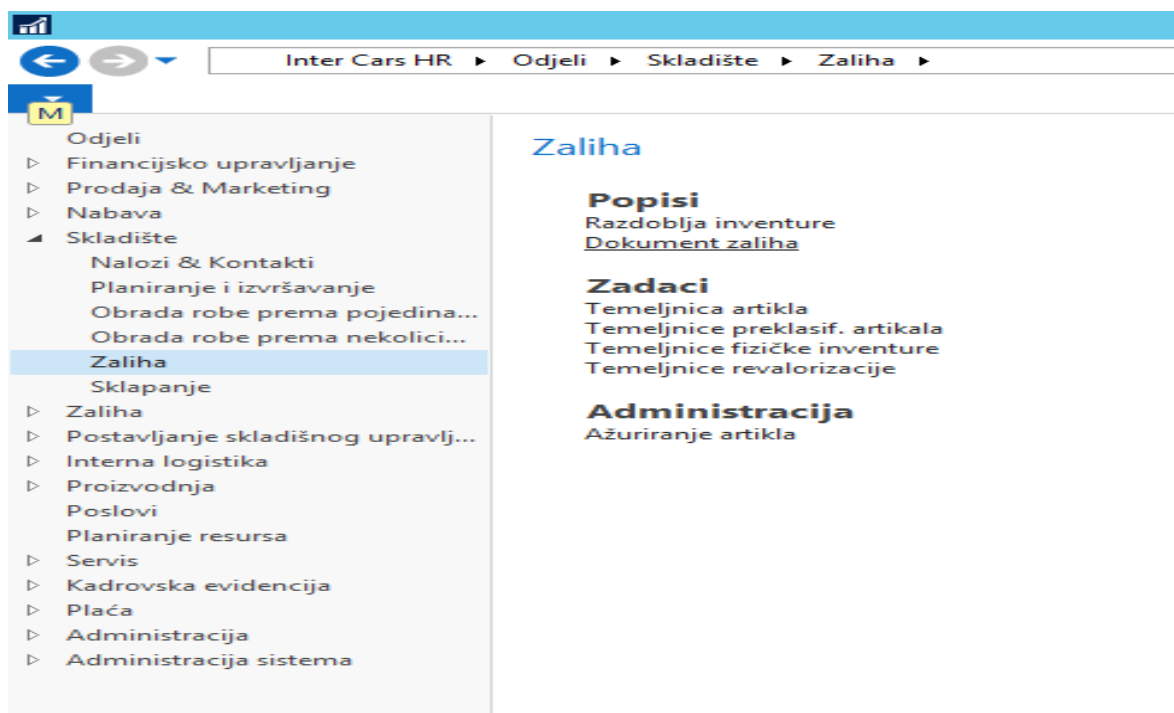 Inter Cars HR ▸ Odjeli ▸ Skladište ▸ Zaliha ▸
M
Odjeli
Financijsko upravljanje
Prodaja & Marketing
Nabava
Skladište
Nalozi & Kontakti
Planiranje i izvršavanje
Obrada robe prema pojedina...
Obrada robe prema nekolici...
Zaliha
Sklapanje
Zaliha
Postavljanje skladišnog upravlj...
Interna logistika
Proizvodnja
Poslovi
Planiranje resursa
Servis
Kadrovska evidencija
Plaća
Administracija
Administracija sistema
Zaliha
Popisi
Razdoblja inventure
Dokument zaliha
Zadaci
Temeljnica artikla
Temeljnice preklasif. artikala
Temeljnice fizičke inventure
Temeljnice revalorizacije
Administracija
Ažuriranje artikla